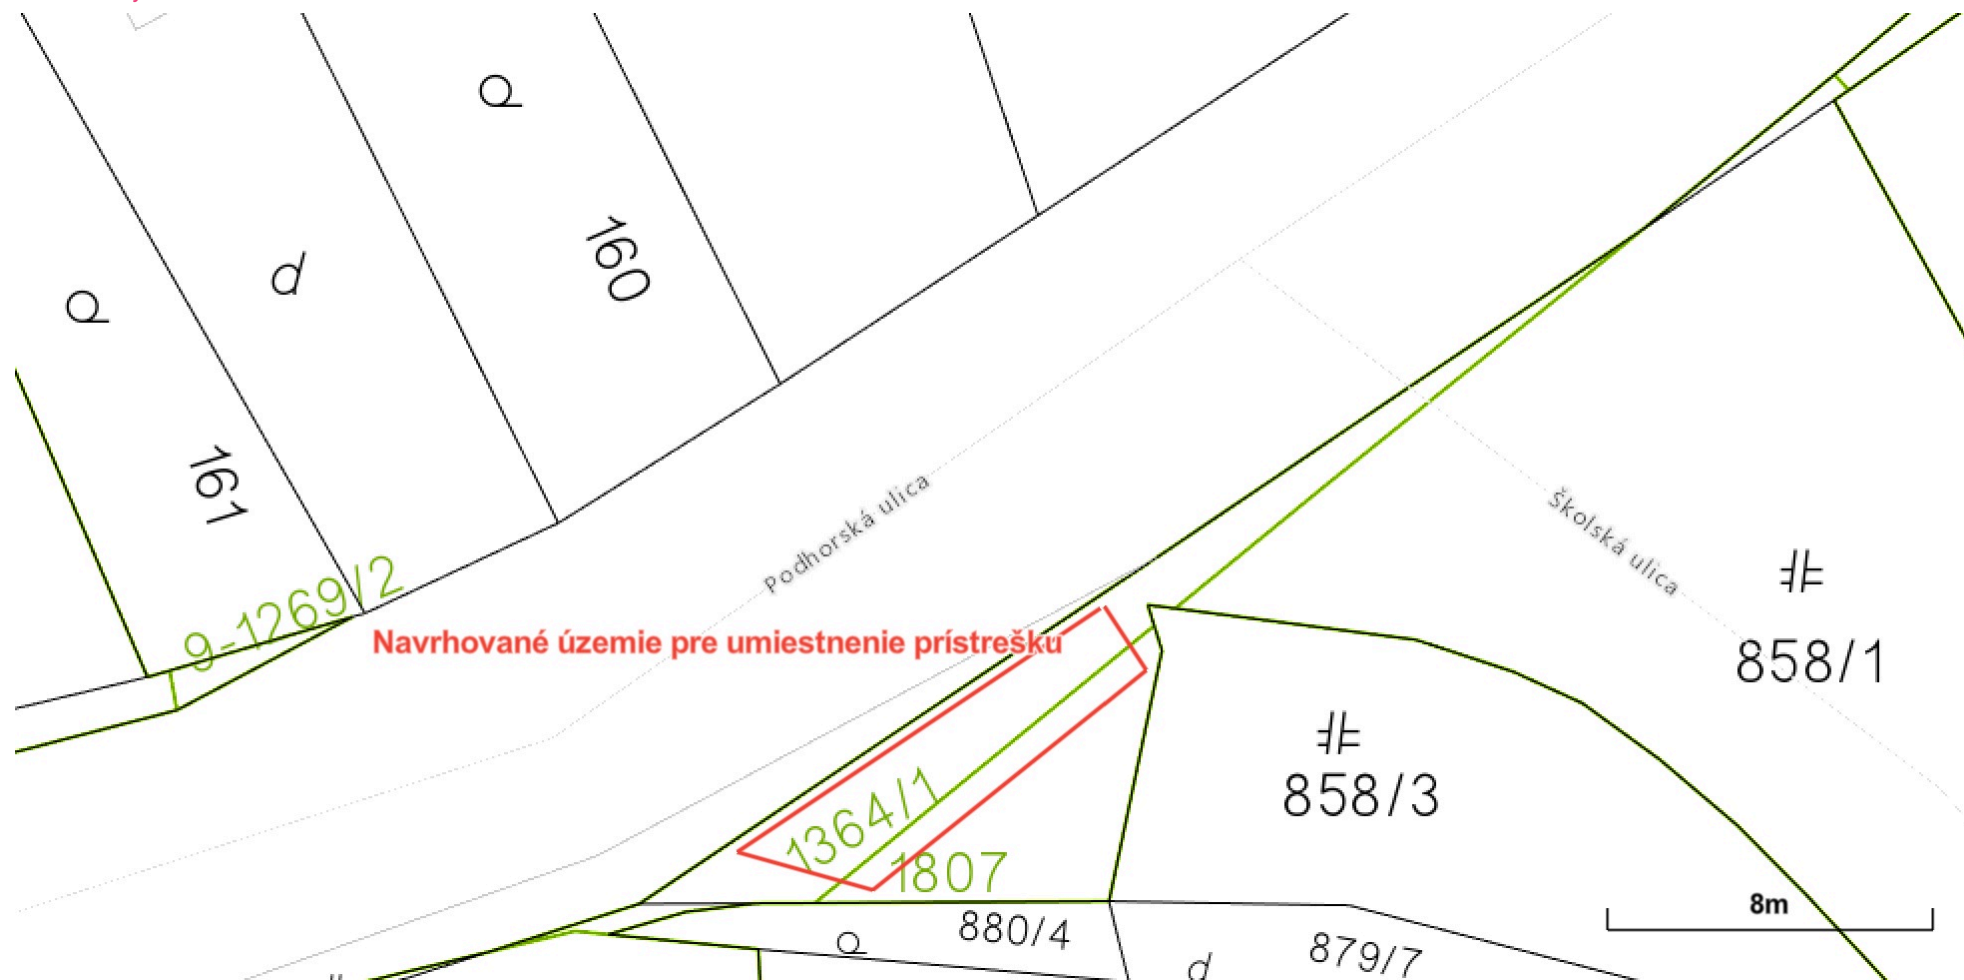 160
161
9-1269/2
Podhorská ulica
Školská ulica
Navrhované územie pre umiestnenie prístrešku
858/1
858/3
1364/1
1807
8m
880/4
879/7